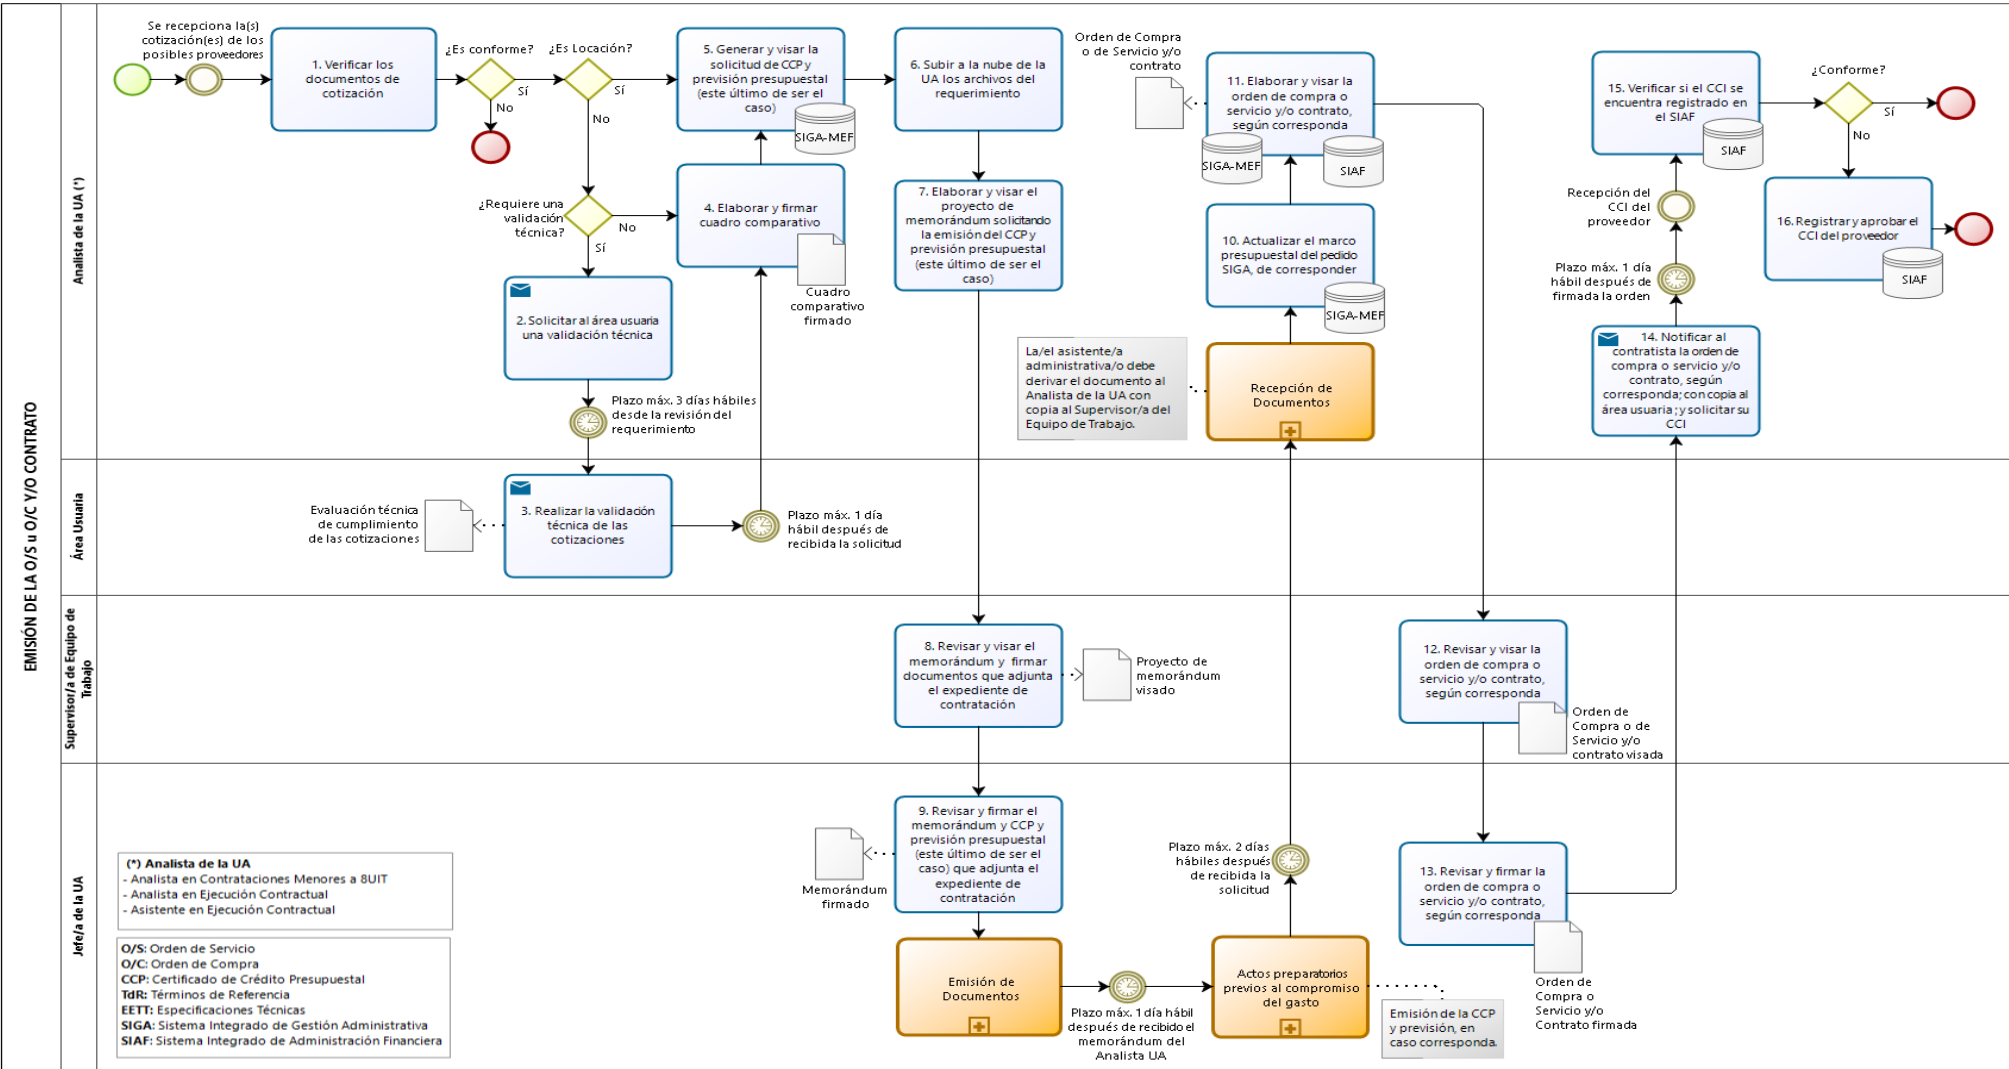 EMISIÓN DE LA O/S u O/C Y/O CONTRATO
Analista de la UA (*)
Se recepciona la(s)
cotización(es) de los
posibles proveedores
1. Verificar los
documentos de
cotización
¿Es conforme?
Sí
No
¿Es Locación?
Sí
No
5. Generar y visar la
solicitud de CCP y
previsión presupuestal
(este último de ser el
caso)
SIGA-MEF
6. Subir a la nube de la
UA los archivos del
requerimiento
¿Requiere una
validación
técnica?
No
Sí
4. Elaborar y firmar
cuadro comparativo
Cuadro
comparativo
firmado
7. Elaborar y visar el
proyecto de
memorándum solicitando
la emisión del CCP y
previsión presupuestal
(este último de ser el
caso)
2. Solicitar al área usuaria
una validación técnica
Plazo máx. 3 días hábiles
desde la revisión del
requerimiento
Orden de Compra
o de Servicio y/o
contrato
11. Elaborar y visar la
orden de compra o
servicio y/o contrato,
según corresponda
SIGA-MEF
SIAF
10. Actualizar el marco
presupuestal del pedido
SIGA, de corresponder
SIGA-MEF
La/el asistente/a
administrativa/o debe
derivar el documento al
Analista de la UA con
copia al Supervisor/a del
Equipo de Trabajo.
Recepción de
Documentos
15. Verificar si el CCI se
encuentra registrado en
el SIAF
SIAF
¿Conforme?
Sí
No
Recepción del
CCI del
proveedor
16. Registrar y aprobar el
CCI del proveedor
SIAF
Plazo máx. 1 día
hábil después de
firmada la orden
14. Notificar al
contratista la orden de
compra o servicio y/o
contrato, según
corresponda; con copia al
área usuaria; y solicitar su
CCI
Área Usuaria
Evaluación técnica
de cumplimiento
de las cotizaciones
3. Realizar la validación
técnica de las
cotizaciones
Plazo máx. 1 día
hábil después de
recibida la solicitud
Supervisor/a de Equipo de
Trabajo
8. Revisar y visar el
memorándum y firmar
documentos que adjunta
el expediente de
contratación
Proyecto de
memorándum
visado
12. Revisar y visar la
orden de compra o
servicio y/o contrato,
según corresponda
Orden de
Compra o de
Servicio y/o
contrato visada
Jefe/a de la UA
(*) Analista de la UA
- Analista en Contrataciones Menores a 8UIT
- Analista en Ejecución Contractual
- Asistente en Ejecución Contractual
O/S: Orden de Servicio
O/C: Orden de Compra
CCP: Certificado de Crédito Presupuestal
TdR: Términos de Referencia
EETT: Especificaciones Técnicas
SIGA: Sistema Integrado de Gestión Administrativa
SIAF: Sistema Integrado de Administración Financiera
9. Revisar y firmar el
memorándum y CCP y
previsión presupuestal
(este último de ser el
caso) que adjunta el
expediente de
contratación
Memorándum
firmado
Emisión de
Documentos
Plazo máx. 1 día hábil
después de recibido el
memorándum del
Analista UA
Plazo máx. 2 días
hábiles después
de recibida la
solicitud
Actos preparatorios
previos al compromiso
del gasto
Emisión de la CCP
y previsión, en
caso corresponda.
13. Revisar y firmar la
orden de compra o
servicio y/o contrato,
según corresponda
Orden de
Compra o
Servicio y/o
Contrato firmada